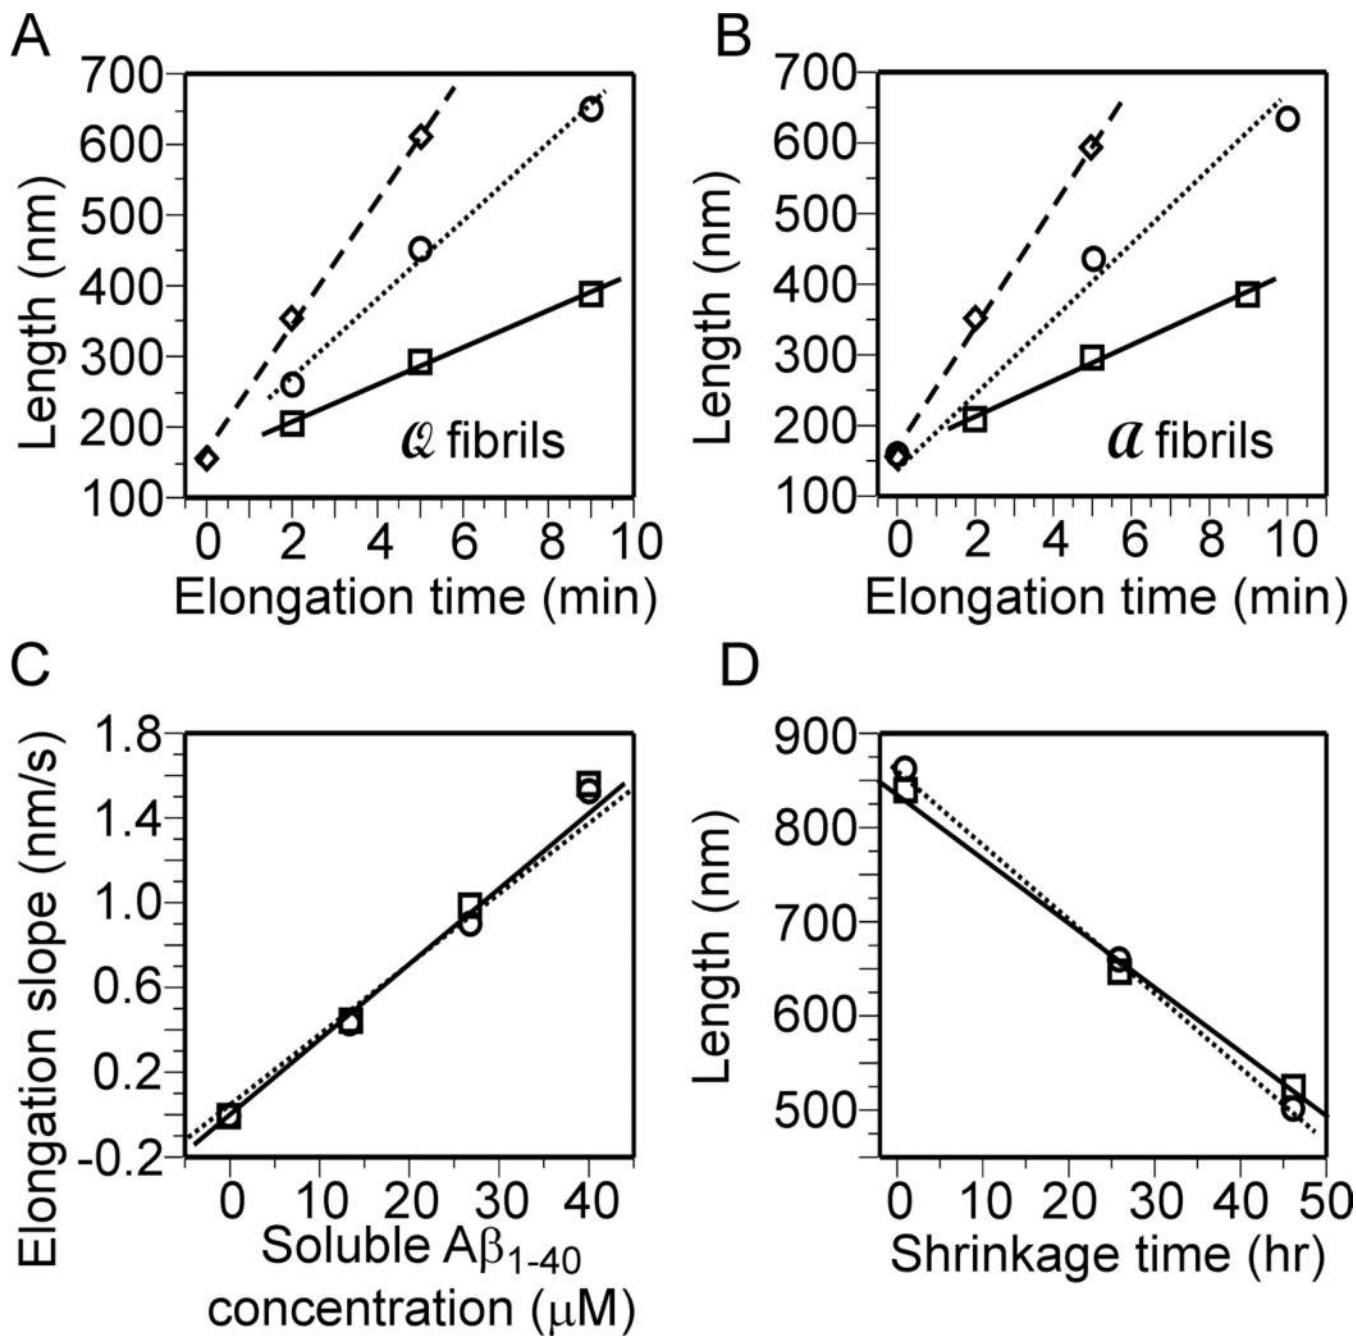 A
700
600
500
400
300
200
100
Length (nm)
𝒬 fibrils
0 2 4 6 8 10
Elongation time (min)
B
700
600
500
400
300
200
100
Length (nm)
𝒶 fibrils
0 2 4 6 8 10
Elongation time (min)
C
1.8
1.4
1.0
0.6
0.2
-0.2
Elongation slope (nm/s)
0 10 20 30 40
Soluble Aβ₁₋₄₀
concentration (μM)
D
900
800
700
600
500
Length (nm)
0 10 20 30 40 50
Shrinkage time (hr)